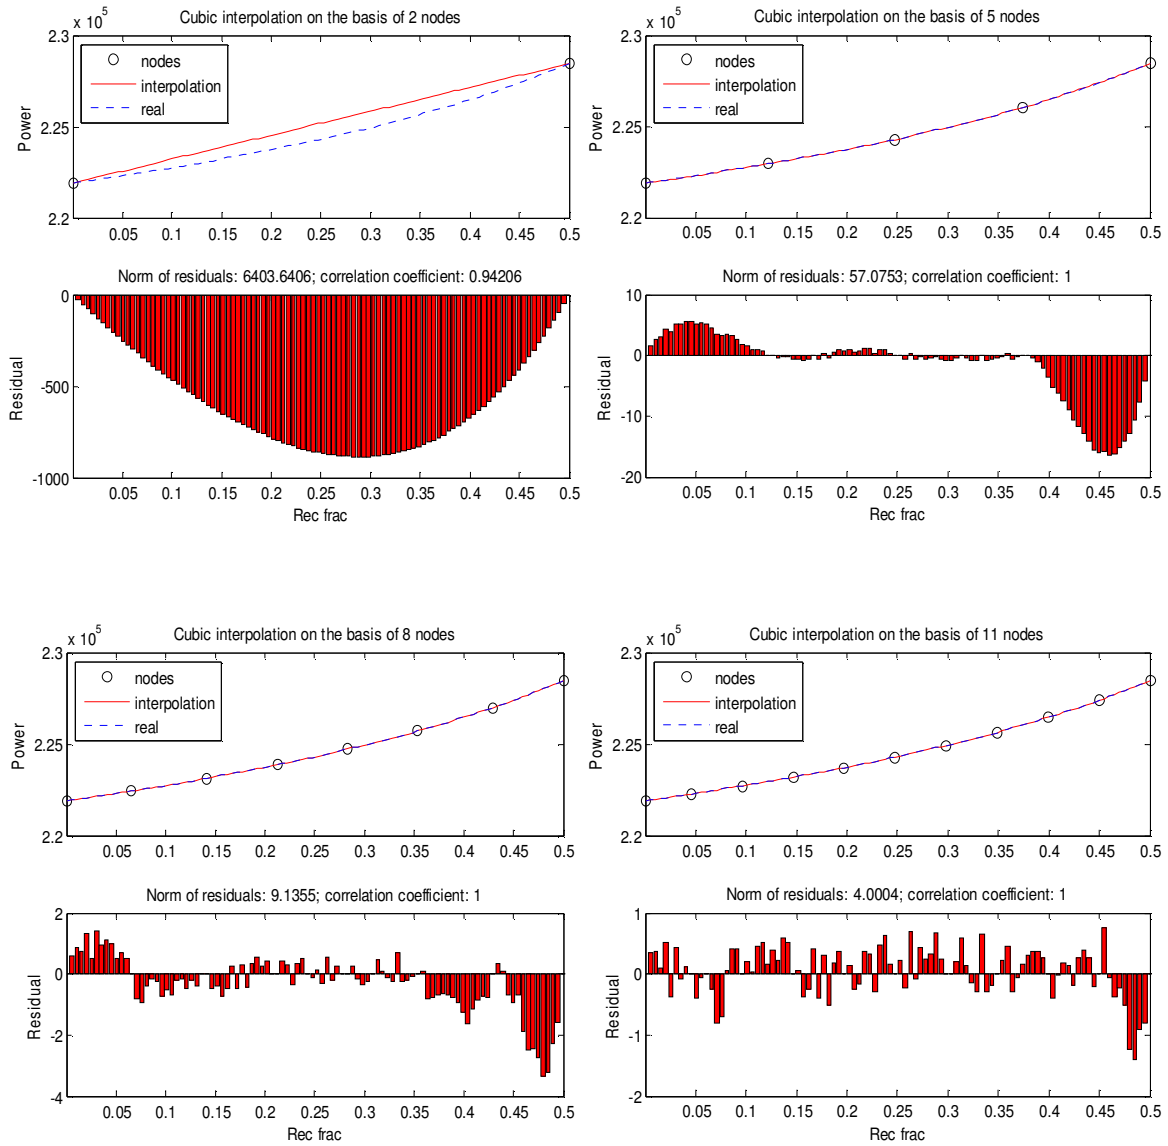 Cubic interpolation on the basis of 2 nodes
x 10^5
2.3
2.25
2.2
Power
nodes
interpolation
real
0.05 0.1 0.15 0.2 0.25 0.3 0.35 0.4 0.45 0.5
Norm of residuals: 6403.6406; correlation coefficient: 0.94206
0
-500
-1000
Residual
0.05 0.1 0.15 0.2 0.25 0.3 0.35 0.4 0.45 0.5
Rec frac
Cubic interpolation on the basis of 5 nodes
x 10^5
2.3
2.25
2.2
Power
nodes
interpolation
real
0.05 0.1 0.15 0.2 0.25 0.3 0.35 0.4 0.45 0.5
Norm of residuals: 57.0753; correlation coefficient: 1
10
0
-10
-20
Residual
0.05 0.1 0.15 0.2 0.25 0.3 0.35 0.4 0.45 0.5
Rec frac
Cubic interpolation on the basis of 8 nodes
x 10^5
2.3
2.25
2.2
Power
nodes
interpolation
real
0.05 0.1 0.15 0.2 0.25 0.3 0.35 0.4 0.45 0.5
Norm of residuals: 9.1355; correlation coefficient: 1
2
0
-2
-4
Residual
0.05 0.1 0.15 0.2 0.25 0.3 0.35 0.4 0.45 0.5
Rec frac
Cubic interpolation on the basis of 11 nodes
x 10^5
2.3
2.25
2.2
Power
nodes
interpolation
real
0.05 0.1 0.15 0.2 0.25 0.3 0.35 0.4 0.45 0.5
Norm of residuals: 4.0004; correlation coefficient: 1
1
0
-1
-2
Residual
0.05 0.1 0.15 0.2 0.25 0.3 0.35 0.4 0.45 0.5
Rec frac